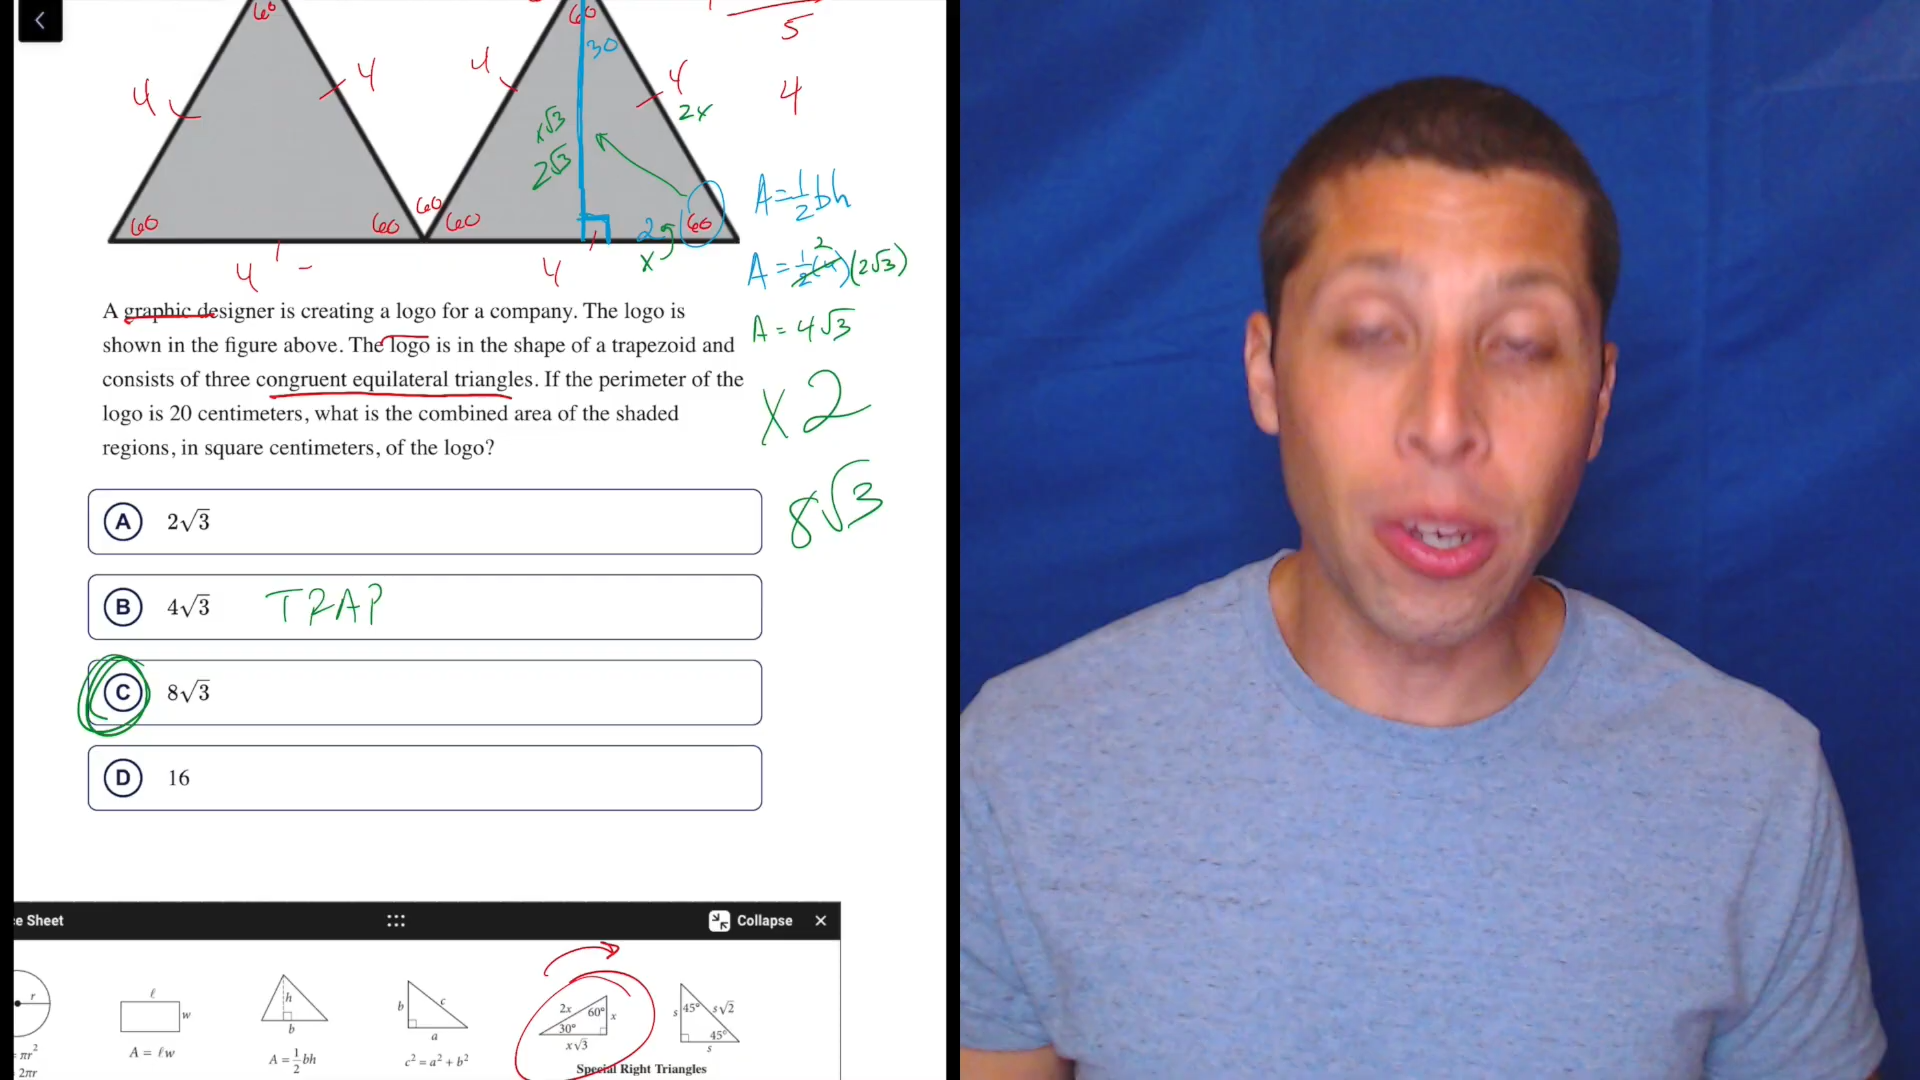 60 60 5
30
4 4 4 4 4
x√3 2x
2√3
A=½bh
60 60 60 60 2 60
A = ½(4)(2√3) 2
4 4 x
A graphic designer is creating a logo for a company. The logo is
A = 4√3
shown in the figure above. The logo is in the shape of a trapezoid and
consists of three congruent equilateral triangles. If the perimeter of the
x2
logo is 20 centimeters, what is the combined area of the shaded
regions, in square centimeters, of the logo?
8√3
A 2√3
B 4√3 TRAP
C 8√3
D 16
e Sheet Collapse
r ℓ w h b b c a 2x 60° x 30° x√3 s 45° s√2 45° s
= πr² A = ℓw A = ½bh c² = a² + b²
2πr Special Right Triangles